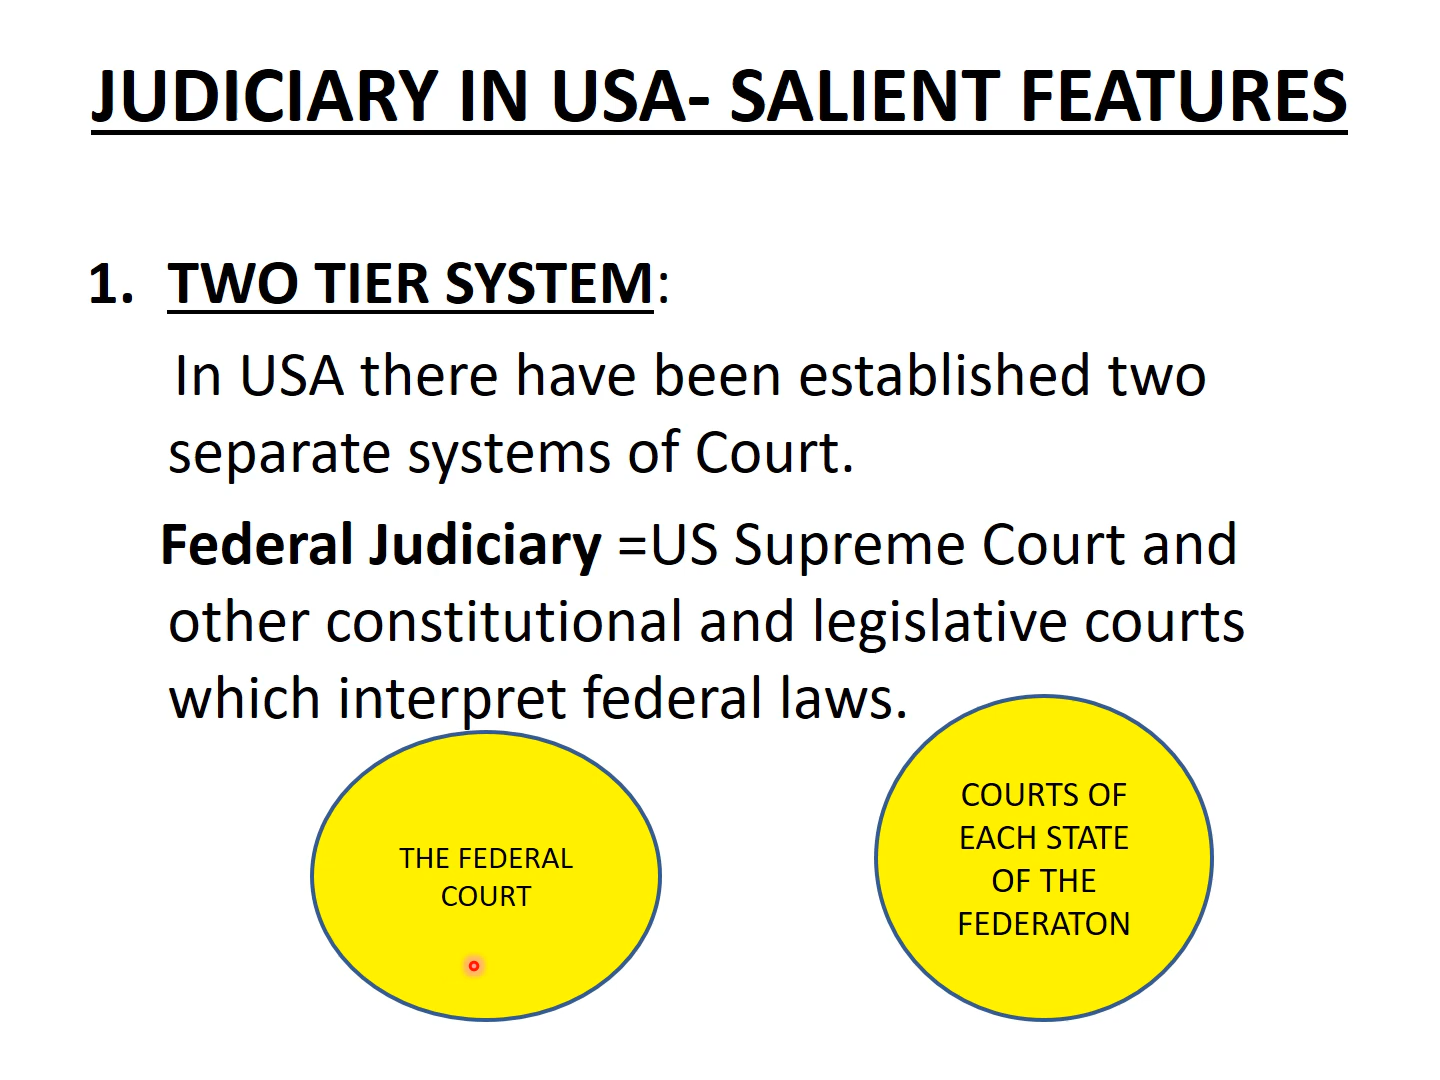 JUDICIARY IN USA- SALIENT FEATURES
1. TWO TIER SYSTEM:
In USA there have been established two
separate systems of Court.
Federal Judiciary =US Supreme Court and
other constitutional and legislative courts
which interpret federal laws.
THE FEDERAL
COURT
COURTS OF
EACH STATE
OF THE
FEDERATON